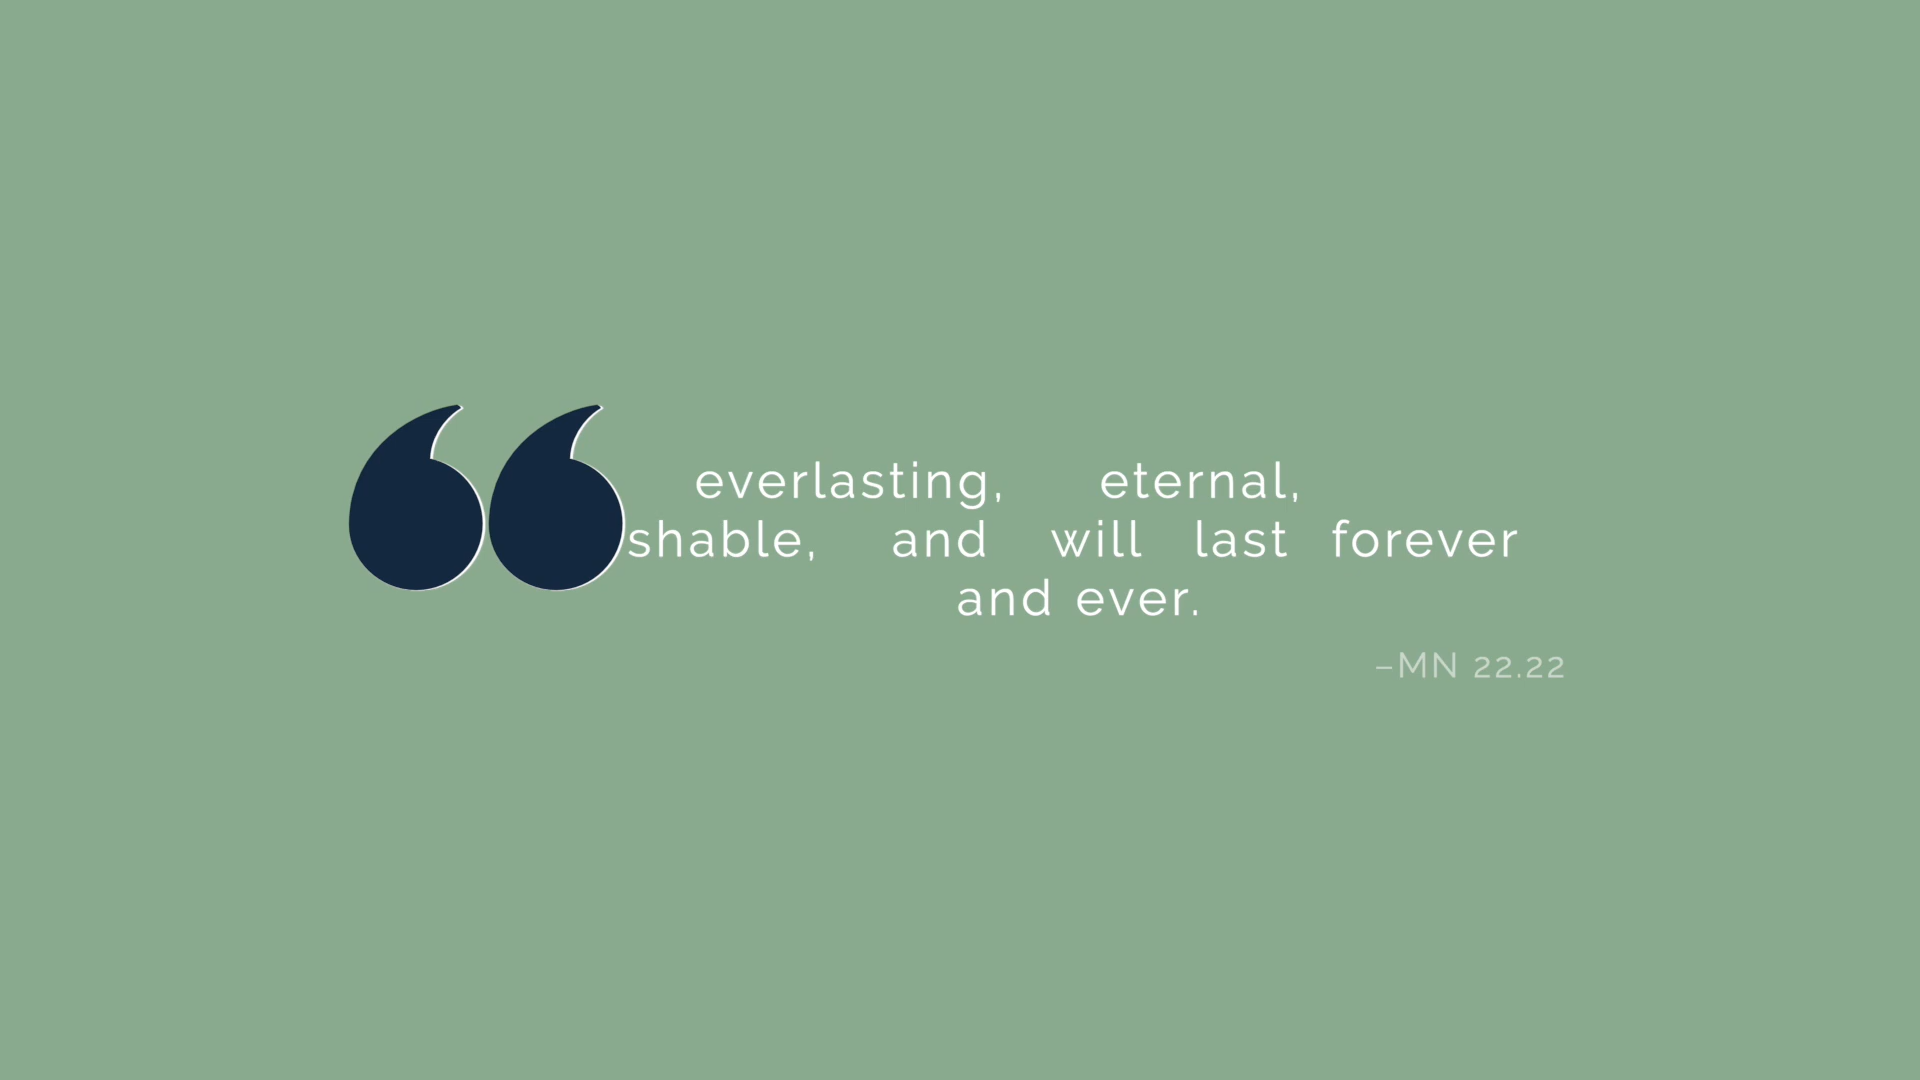 everlasting, eternal,
shable, and will last forever
and ever.
–MN 22.22